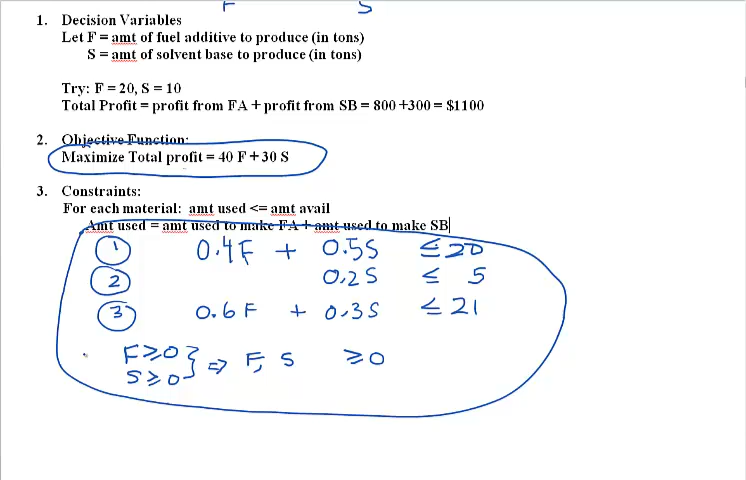 F S
1. Decision Variables
Let F = amt of fuel additive to produce (in tons)
S = amt of solvent base to produce (in tons)
Try: F = 20, S = 10
Total Profit = profit from FA + profit from SB = 800 +300 = $1100
2. Objective Function:
Maximize Total profit = 40 F + 30 S
3. Constraints:
For each material: amt used <= amt avail
Amt used = amt used to make FA + amt used to make SB
1 0.4F + 0.5S ≤ 20
2 0.2S ≤ 5
3 0.6F + 0.3S ≤ 21
F ≥ 0 } ⇒ F, S ≥ 0
S ≥ 0